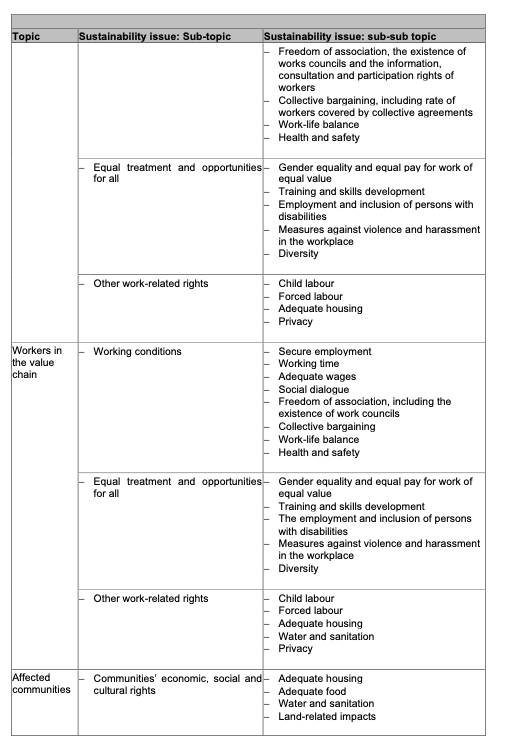 Topic Sustainability issue: Sub-topic Sustainability issue: sub-sub topic
– Freedom of association, the existence of
works councils and the information,
consultation and participation rights of
workers
– Collective bargaining, including rate of
workers covered by collective agreements
– Work-life balance
– Health and safety
– Equal treatment and opportunities
for all
– Gender equality and equal pay for work of
equal value
– Training and skills development
– Employment and inclusion of persons with
disabilities
– Measures against violence and harassment
in the workplace
– Diversity
– Other work-related rights
– Child labour
– Forced labour
– Adequate housing
– Privacy
Workers in
the value
chain
– Working conditions
– Secure employment
– Working time
– Adequate wages
– Social dialogue
– Freedom of association, including the
existence of work councils
– Collective bargaining
– Work-life balance
– Health and safety
– Equal treatment and opportunities
for all
– Gender equality and equal pay for work of
equal value
– Training and skills development
– The employment and inclusion of persons
with disabilities
– Measures against violence and harassment
in the workplace
– Diversity
– Other work-related rights
– Child labour
– Forced labour
– Adequate housing
– Water and sanitation
– Privacy
Affected
communities
– Communities’ economic, social and
cultural rights
– Adequate housing
– Adequate food
– Water and sanitation
– Land-related impacts